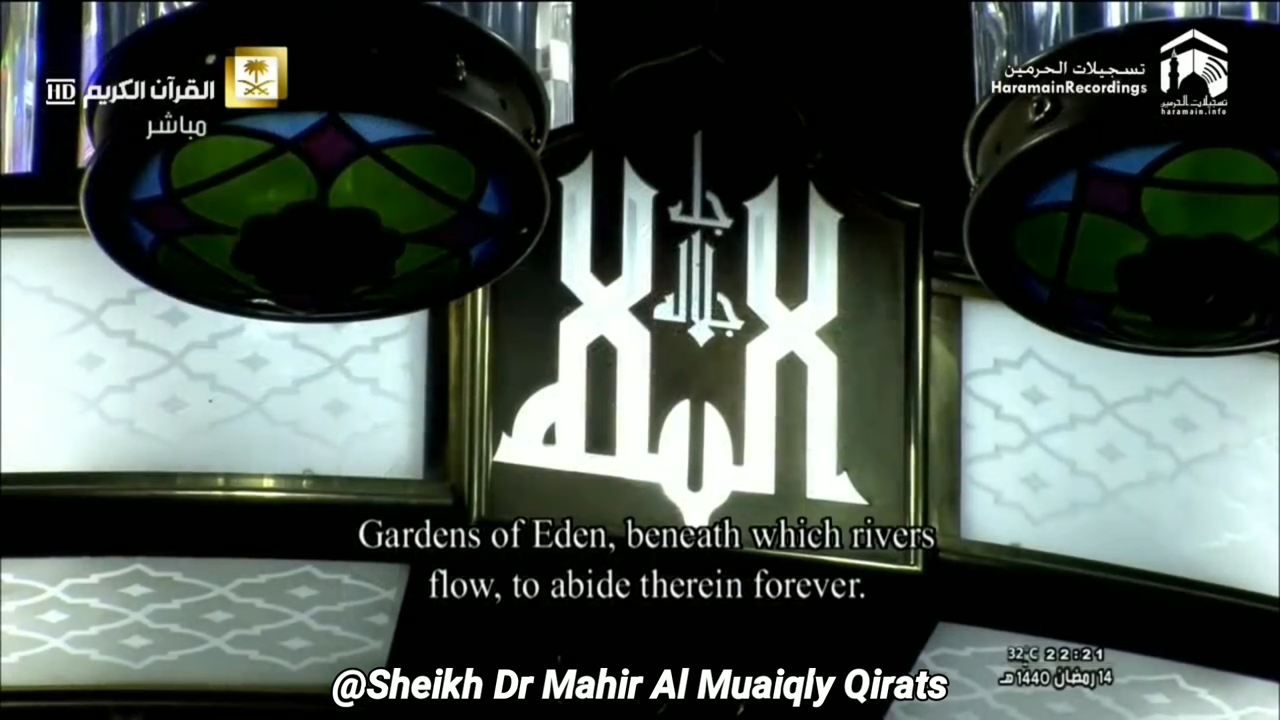 القرآن الكريم HD
مباشر
تسجيلات الحرمين
HaramainRecordings
تسجيلات الحرمين
haramain.info
جل
جلاله
الله
Gardens of Eden, beneath which rivers
flow, to abide therein forever.
32°C 22:21
14 رمضان 1440 هـ
@Sheikh Dr Mahir Al Muaiqly Qirats